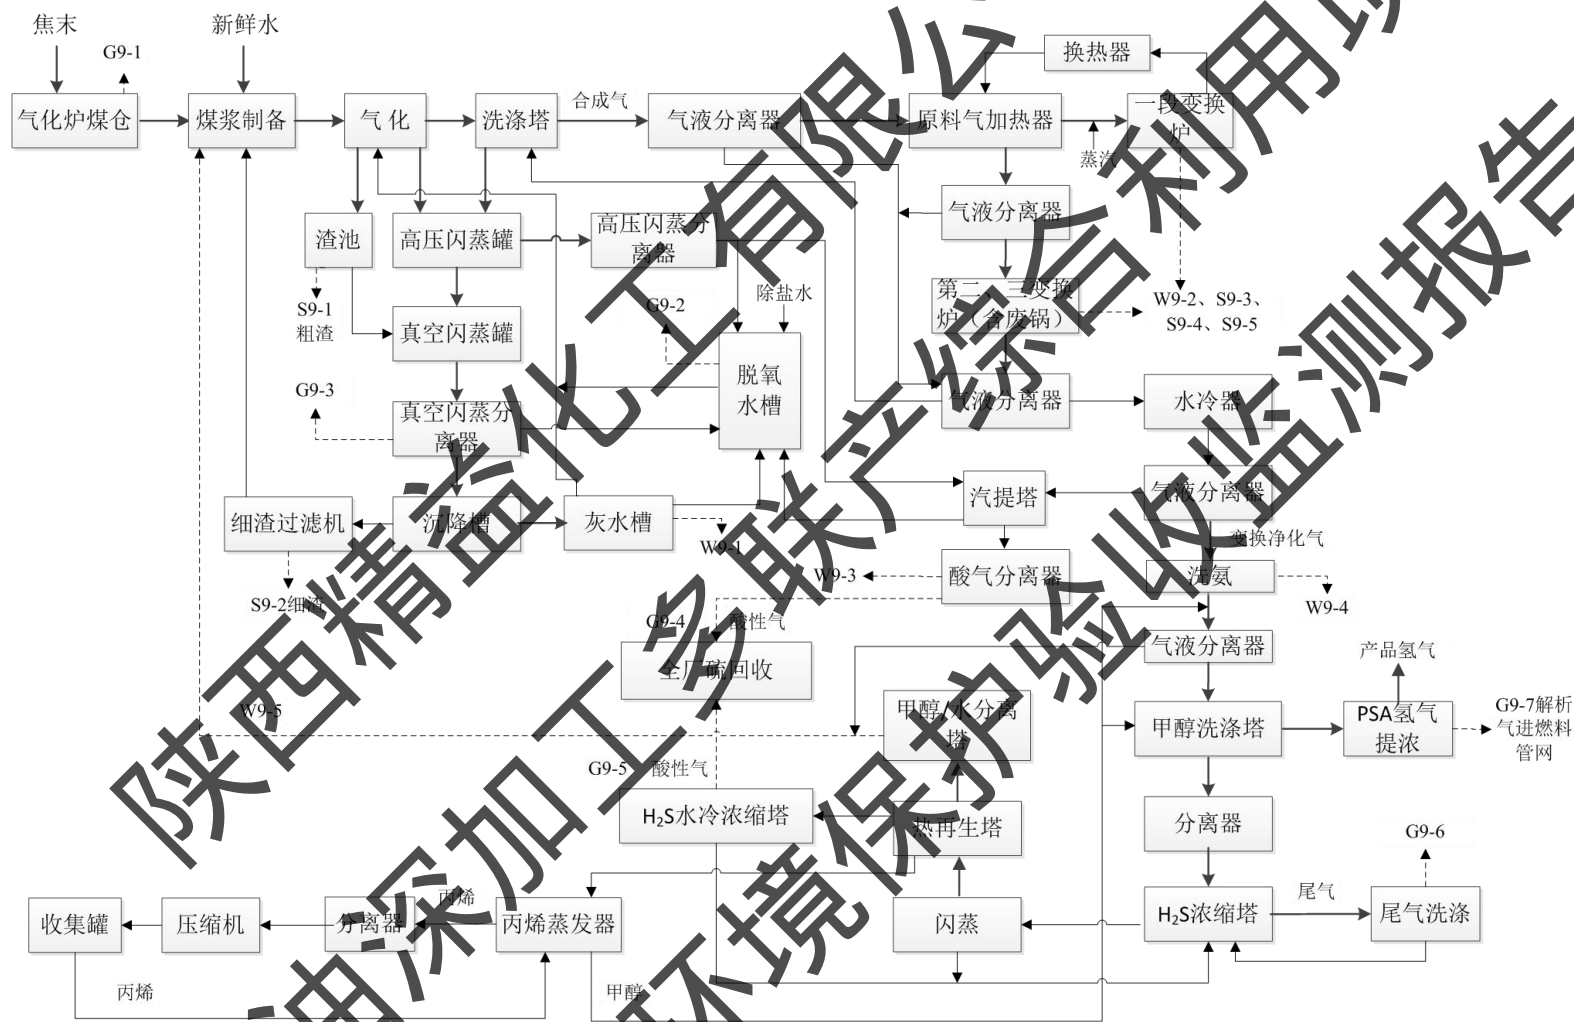 焦末
新鲜水
G9-1
换热器
气化炉煤仓
煤浆制备
气化
洗涤塔
合成气
气液分离器
原料气加热器
一段变换
炉
蒸汽
气液分离器
渣池
高压闪蒸罐
高压闪蒸分
离器
S9-1
粗渣
G9-2
除盐水
第二、三变换
炉（含废锅）
W9-2、S9-3、
S9-4、S9-5
真空闪蒸罐
脱氧
水槽
G9-3
真空闪蒸分
离器
气液分离器
水冷器
细渣过滤机
沉降槽
灰水槽
汽提塔
气液分离器
W9-1
变换净化气
S9-2细渣
W9-3
酸气分离器
洗氨
W9-4
G9-4
酸性气
全厂硫回收
气液分离器
产品氢气
W9-5
甲醇/水分离
塔
甲醇洗涤塔
PSA氢气
提浓
G9-7解析
气进燃料
管网
G9-5
酸性气
H₂S水冷浓缩塔
热再生塔
分离器
G9-6
收集罐
压缩机
分离器
丙烯
丙烯蒸发器
闪蒸
H₂S浓缩塔
尾气
尾气洗涤
丙烯
甲醇
陕西精益化工有限公
油深加工多联产综合利用项
环境保护验收监测报告